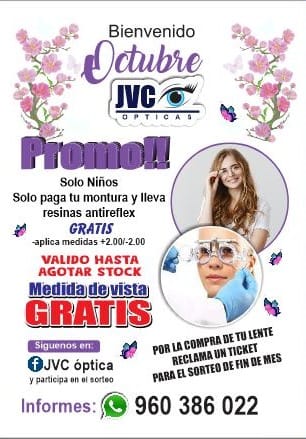 Bienvenido
Octubre
JVC
OPTICAS
Promo!!
Solo Niños
Solo paga tu montura y lleva
resinas antireflex
GRATIS
-aplica medidas +2.00/-2.00
VALIDO HASTA
AGOTAR STOCK
Medida de vista
GRATIS
Siguenos en:
JVC óptica
y participa en el sorteo
POR LA COMPRA DE TU LENTE
RECLAMA UN TICKET
PARA EL SORTEO DE FIN DE MES
Informes: 960 386 022